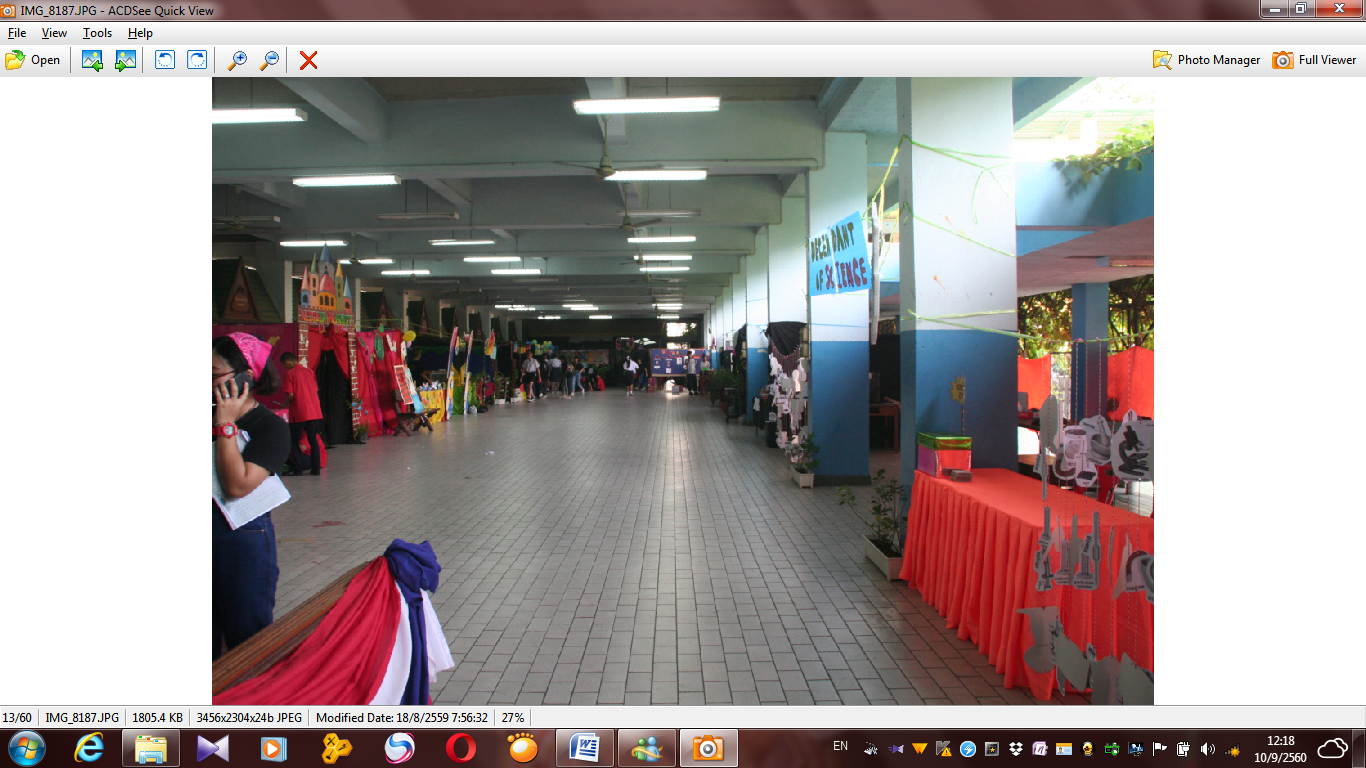 IMG_8187.JPG - ACDSee Quick View
File View Tools Help
Open
Photo Manager
Full Viewer
OF SCIENCE
13/60
IMG_8187.JPG
1805.4 KB
3456x2304x24b JPEG
Modified Date: 18/8/2559 7:56:32
27%
EN
12:18
10/9/2560